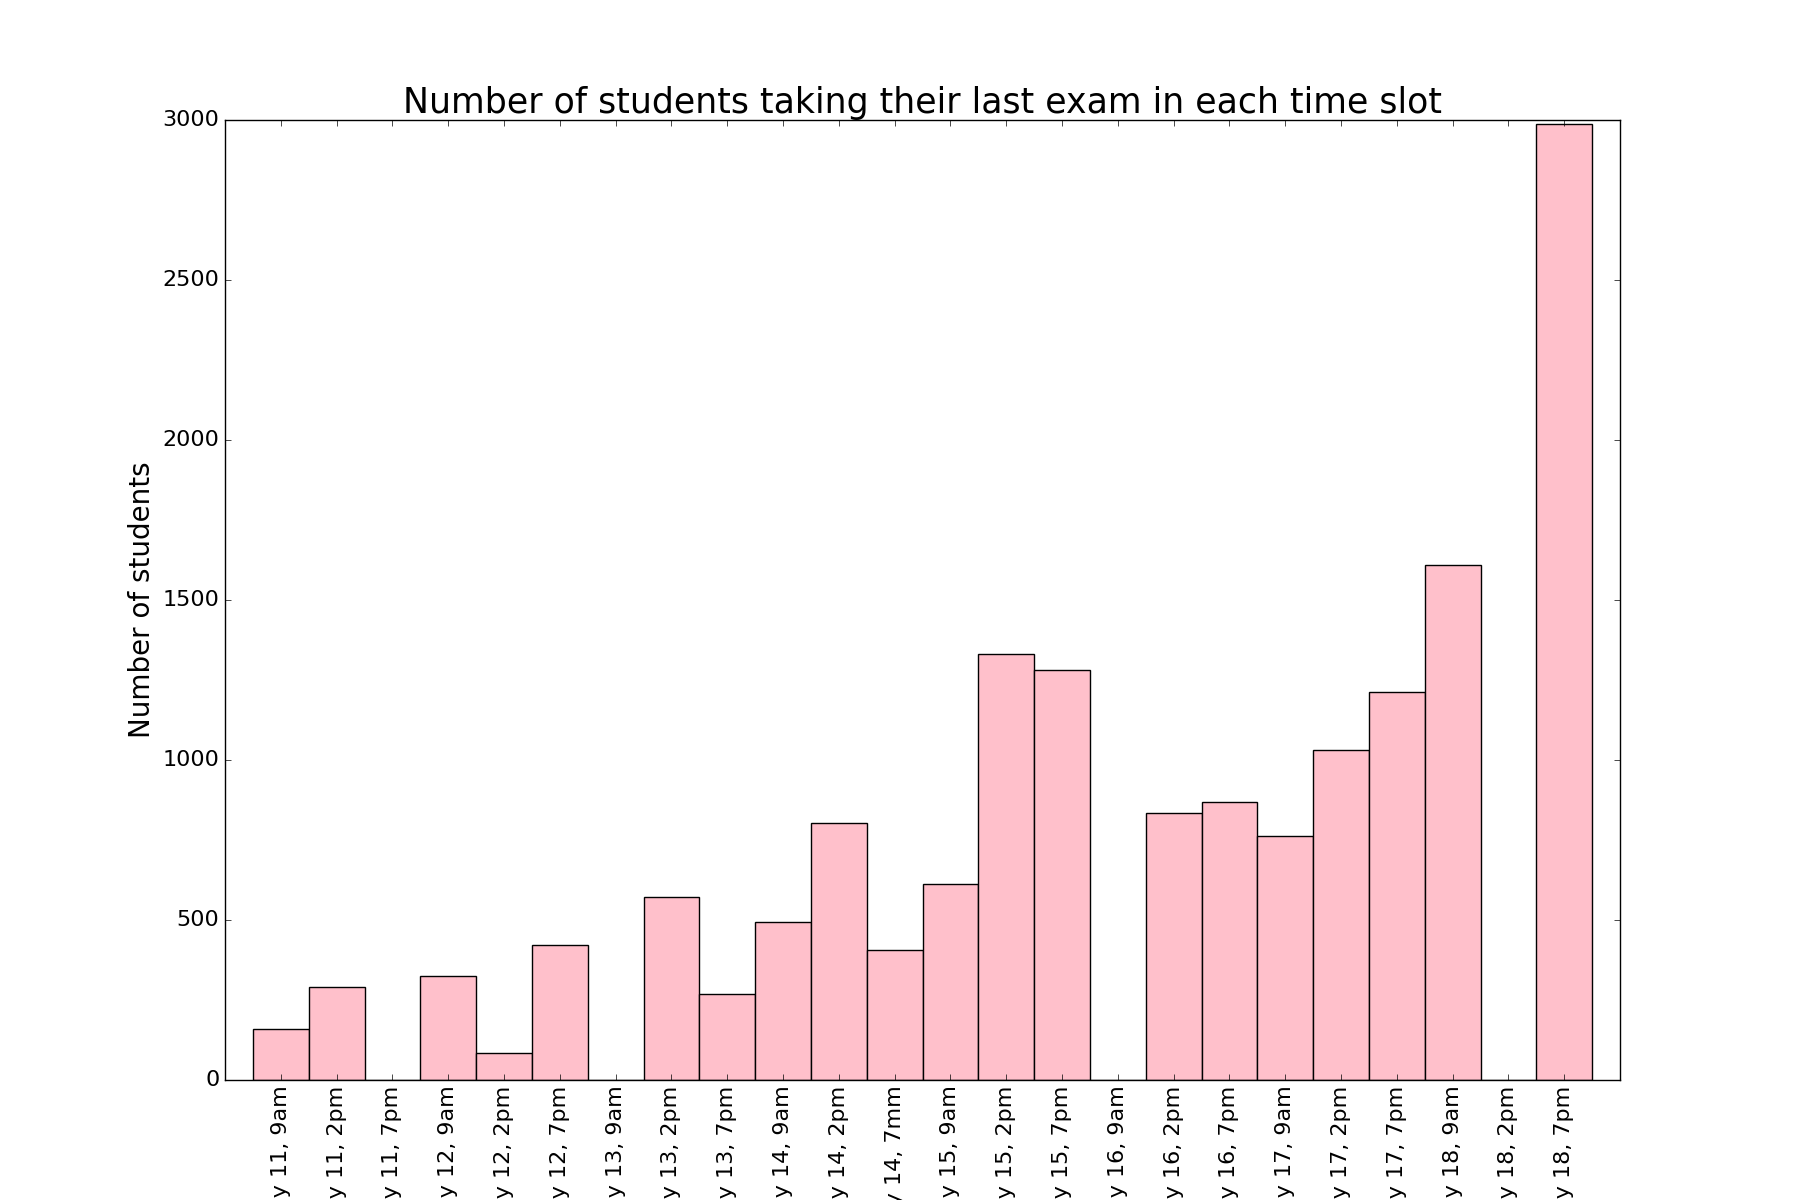 Number of students taking their last exam in each time slot
Number of students
3000
2500
2000
1500
1000
500
0
y 11, 9am
y 11, 2pm
y 11, 7pm
y 12, 9am
y 12, 2pm
y 12, 7pm
y 13, 9am
y 13, 2pm
y 13, 7pm
y 14, 9am
y 14, 2pm
y 14, 7mm
y 15, 9am
y 15, 2pm
y 15, 7pm
y 16, 9am
y 16, 2pm
y 16, 7pm
y 17, 9am
y 17, 2pm
y 17, 7pm
y 18, 9am
y 18, 2pm
y 18, 7pm